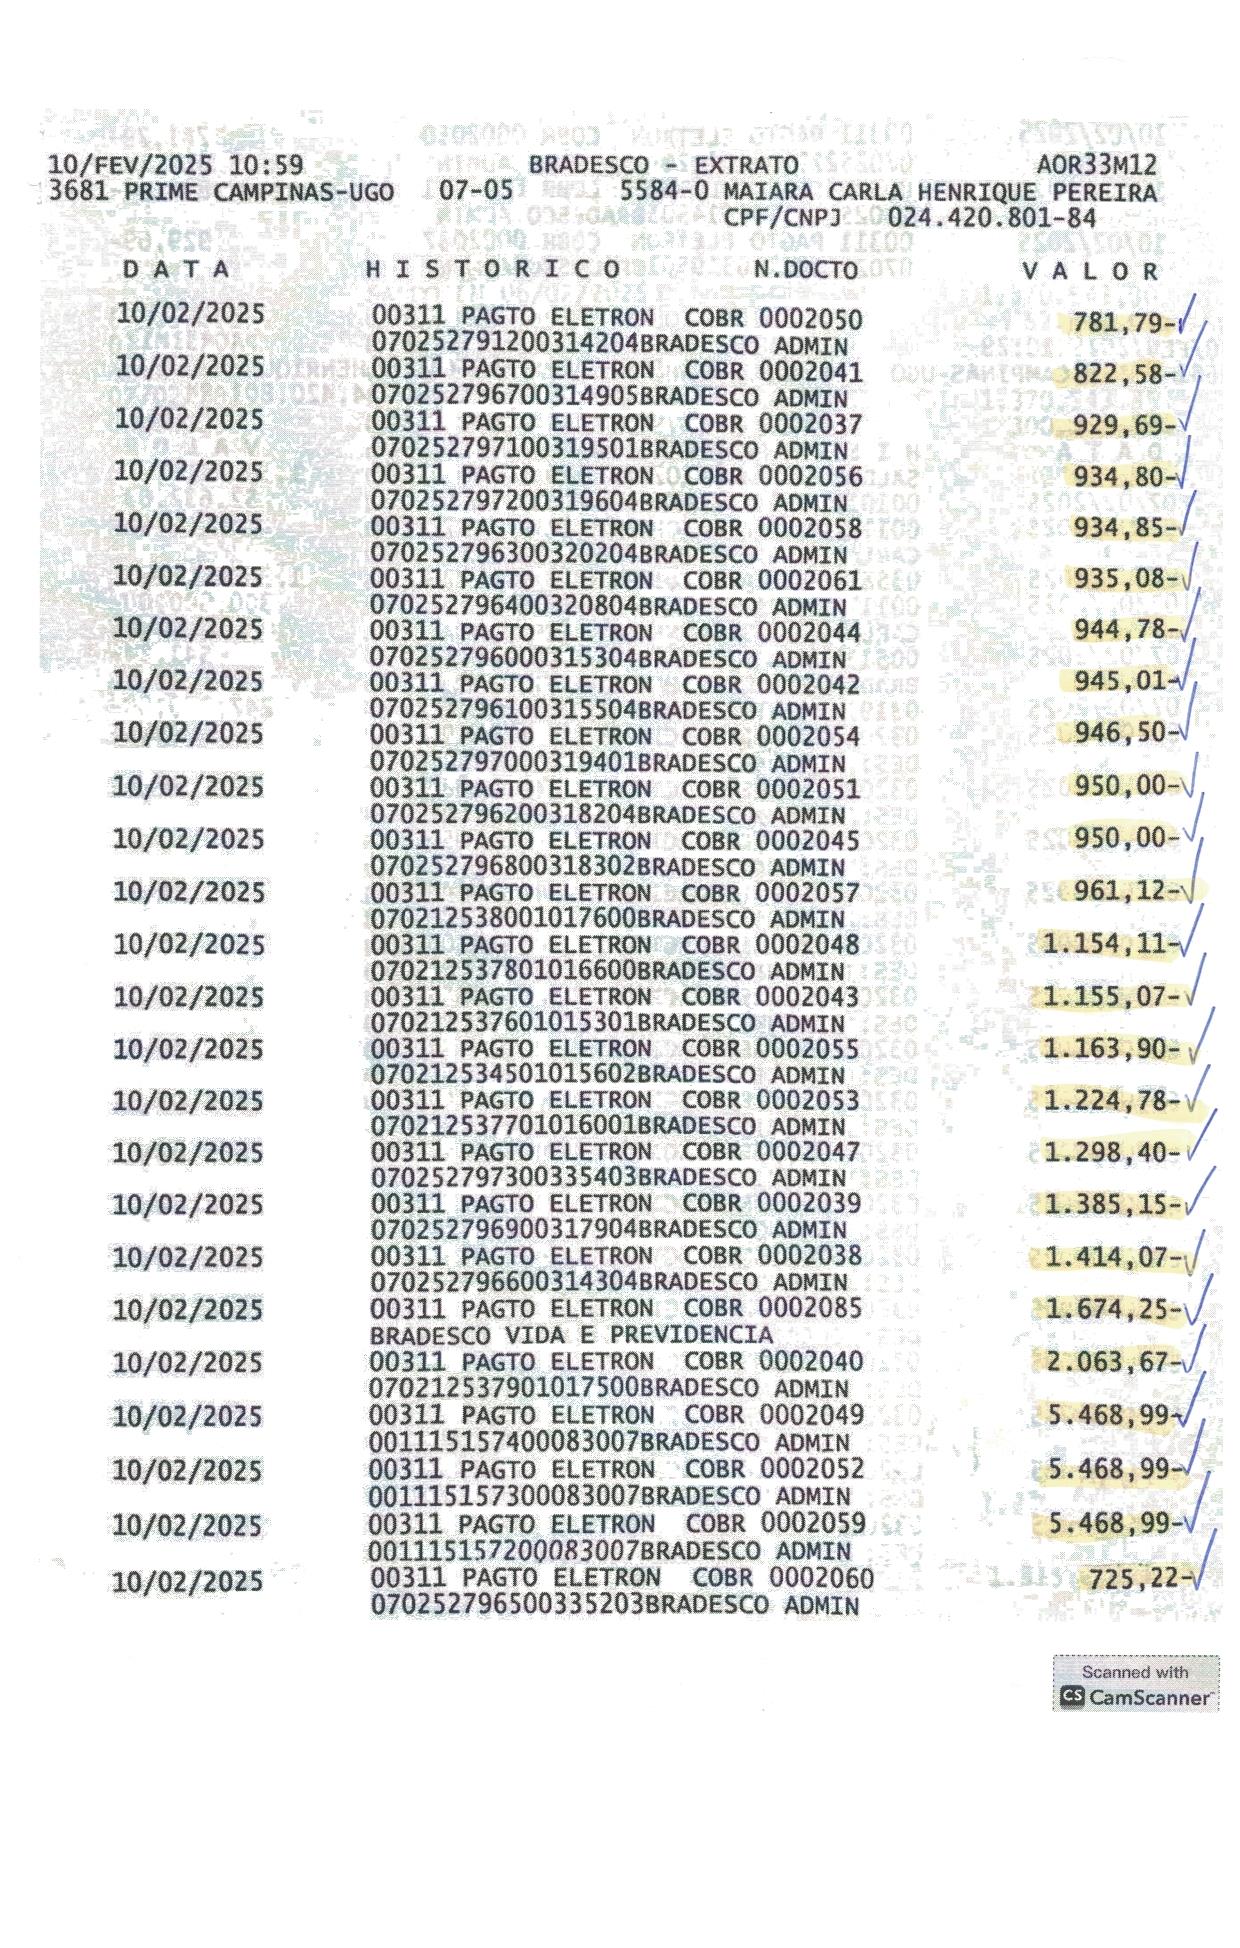 10/FEV/2025 10:59 BRADESCO - EXTRATO AOR33M12
3681 PRIME CAMPINAS-UGO 07-05 5584-0 MAIARA CARLA HENRIQUE PEREIRA
CPF/CNPJ 024.420.801-84
D A T A H I S T O R I C O N.DOCTO V A L O R
10/02/2025 00311 PAGTO ELETRON COBR 0002050 781,79-
070252791200314204BRADESCO ADMIN
10/02/2025 00311 PAGTO ELETRON COBR 0002041 822,58-
070252796700314905BRADESCO ADMIN
10/02/2025 00311 PAGTO ELETRON COBR 0002037 929,69-
070252797100319501BRADESCO ADMIN
10/02/2025 00311 PAGTO ELETRON COBR 0002056 934,80-
070252797200319604BRADESCO ADMIN
10/02/2025 00311 PAGTO ELETRON COBR 0002058 934,85-
070252796300320204BRADESCO ADMIN
10/02/2025 00311 PAGTO ELETRON COBR 0002061 935,08-
070252796400320804BRADESCO ADMIN
10/02/2025 00311 PAGTO ELETRON COBR 0002044 944,78-
070252796000315304BRADESCO ADMIN
10/02/2025 00311 PAGTO ELETRON COBR 0002042 945,01-
070252796100315504BRADESCO ADMIN
10/02/2025 00311 PAGTO ELETRON COBR 0002054 946,50-
070252797000319401BRADESCO ADMIN
10/02/2025 00311 PAGTO ELETRON COBR 0002051 950,00-
070252796200318204BRADESCO ADMIN
10/02/2025 00311 PAGTO ELETRON COBR 0002045 950,00-
070252796800318302BRADESCO ADMIN
10/02/2025 00311 PAGTO ELETRON COBR 0002057 961,12-
070212538001017600BRADESCO ADMIN
10/02/2025 00311 PAGTO ELETRON COBR 0002048 1.154,11-
070212537801016600BRADESCO ADMIN
10/02/2025 00311 PAGTO ELETRON COBR 0002043 1.155,07-
070212537601015301BRADESCO ADMIN
10/02/2025 00311 PAGTO ELETRON COBR 0002055 1.163,90-
070212534501015602BRADESCO ADMIN
10/02/2025 00311 PAGTO ELETRON COBR 0002053 1.224,78-
070212537701016001BRADESCO ADMIN
10/02/2025 00311 PAGTO ELETRON COBR 0002047 1.298,40-
070252797300335403BRADESCO ADMIN
10/02/2025 00311 PAGTO ELETRON COBR 0002039 1.385,15-
070252796900317904BRADESCO ADMIN
10/02/2025 00311 PAGTO ELETRON COBR 0002038 1.414,07-
070252796600314304BRADESCO ADMIN
10/02/2025 00311 PAGTO ELETRON COBR 0002085 1.674,25-
BRADESCO VIDA E PREVIDENCIA
10/02/2025 00311 PAGTO ELETRON COBR 0002040 2.063,67-
070212537901017500BRADESCO ADMIN
10/02/2025 00311 PAGTO ELETRON COBR 0002049 5.468,99-
001115157400083007BRADESCO ADMIN
10/02/2025 00311 PAGTO ELETRON COBR 0002052 5.468,99-
001115157300083007BRADESCO ADMIN
10/02/2025 00311 PAGTO ELETRON COBR 0002059 5.468,99-
001115157200083007BRADESCO ADMIN
10/02/2025 00311 PAGTO ELETRON COBR 0002060 725,22-
070252796500335203BRADESCO ADMIN
Scanned with
CS CamScanner